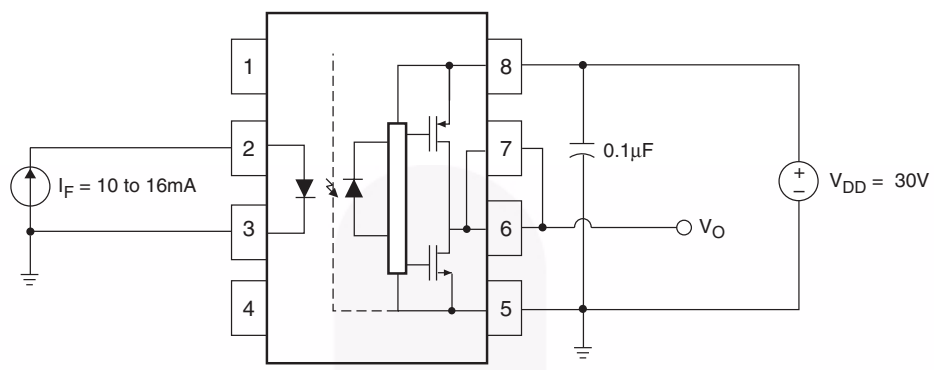 1
8
2
7
0.1µF
I_F = 10 to 16mA
+
–
V_DD = 30V
3
6
V_O
4
5